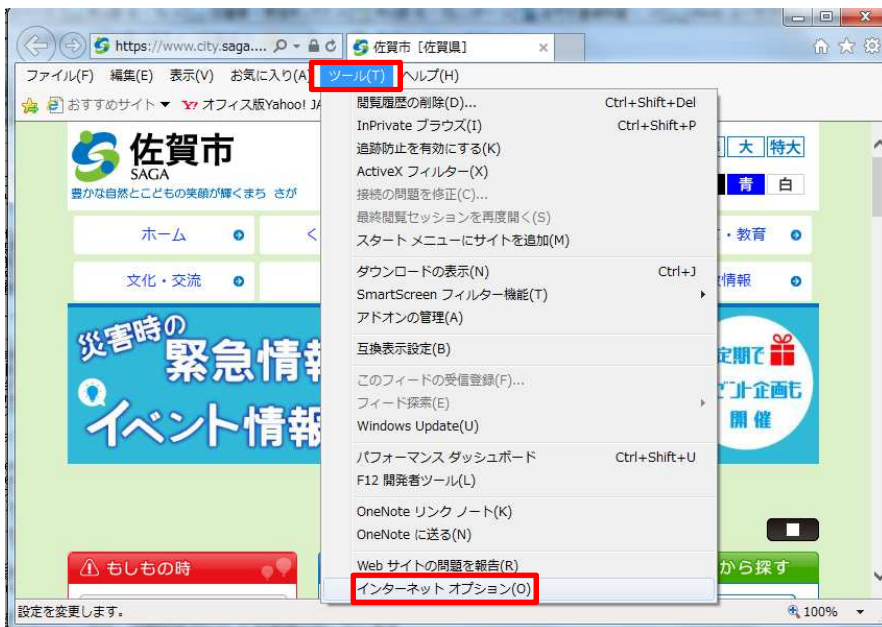 https://www.city.saga.... 佐賀市 [佐賀県]
ファイル(F) 編集(E) 表示(V) お気に入り(A) ツール(T) ヘルプ(H)
おすすめサイト オフィス版Yahoo! JA
閲覧履歴の削除(D)... Ctrl+Shift+Del
InPrivate ブラウズ(I) Ctrl+Shift+P
追跡防止を有効にする(K)
ActiveX フィルター(X)
接続の問題を修正(C)...
最終閲覧セッションを再度開く(S)
スタート メニューにサイトを追加(M)
ダウンロードの表示(N) Ctrl+J
SmartScreen フィルター機能(T)
アドオンの管理(A)
互換表示設定(B)
このフィードの受信登録(F)...
フィード探索(E)
Windows Update(U)
パフォーマンス ダッシュボード Ctrl+Shift+U
F12 開発者ツール(L)
OneNote リンク ノート(K)
OneNote に送る(N)
Web サイトの問題を報告(R)
インターネット オプション(O)
佐賀市
SAGA
豊かな自然とこどもの笑顔が輝くまち さが
大 特大
青 白
ホーム く ・教育
文化・交流 情報
災害時の
緊急情報
イベント情報
定期で
ゼント企画も
開催
もしもの時 から探す
設定を変更します。 100%